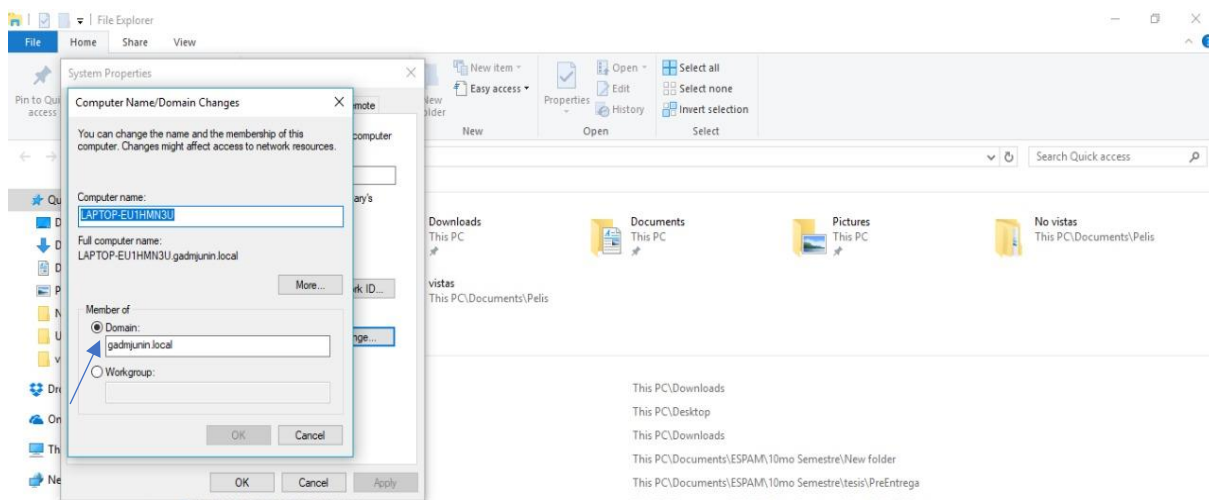 File Explorer
File Home Share View
System Properties
Computer Name/Domain Changes
You can change the name and the membership of this
computer. Changes might affect access to network resources.
Computer name:
LAPTOP-EU1HMN3U
Full computer name:
LAPTOP-EU1HMN3U.gadmjunin.local
More...
Member of
Domain:
gadmjunin.local
Workgroup:
OK Cancel
OK Cancel Apply
computer
Pin to
access
New item
Easy access
New
Properties
Open
Edit
History
Open
Select all
Select none
Invert selection
Select
Search Quick access
Downloads
This PC
Documents
This PC
Pictures
This PC
No vistas
This PC\Documents\Pelis
vistas
This PC\Documents\Pelis
This PC\Downloads
This PC\Desktop
This PC\Downloads
This PC\Documents\ESPAM\10mo Semestre\New folder
This PC\Documents\ESPAM\10mo Semestre\tesis\PreEntrega